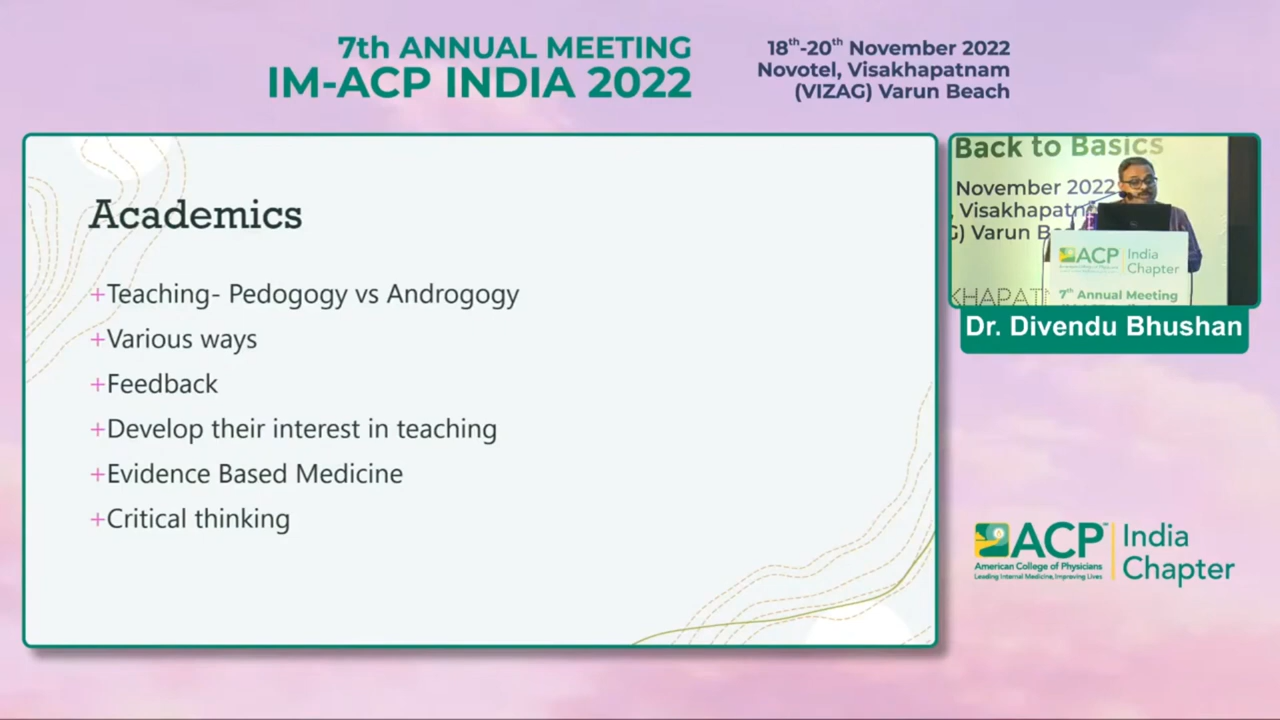 7th ANNUAL MEETING
IM-ACP INDIA 2022
18th-20th November 2022
Novotel, Visakhapatnam
(VIZAG) Varun Beach
Academics
+Teaching- Pedogogy vs Androgogy
+Various ways
+Feedback
+Develop their interest in teaching
+Evidence Based Medicine
+Critical thinking
Back to Basics
November 2022
Visakhapatn
G) Varun B
ACP India
Chapter
KHAPAT
7th Annual Meeting
Dr. Divendu Bhushan
ACP™ India
Chapter
American College of Physicians
Leading Internal Medicine, Improving Lives